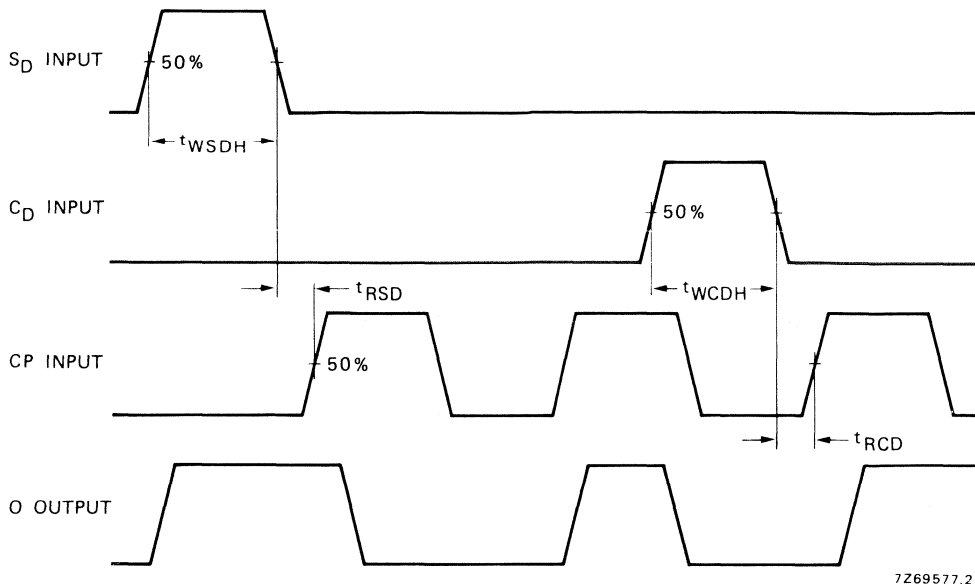 S_D INPUT
50%
t_WSDH
C_D INPUT
50%
t_WCDH
t_RSD
CP INPUT
50%
t_RCD
O OUTPUT
7Z69577.2